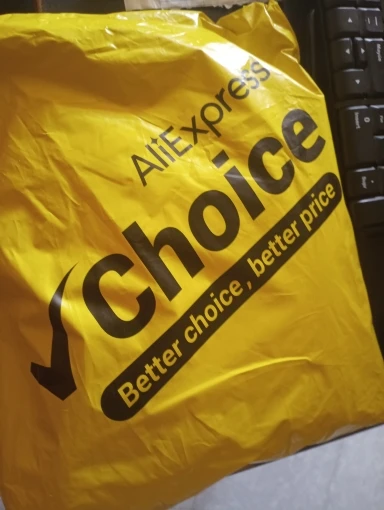 AliExpress
Choice
Better choice, better price